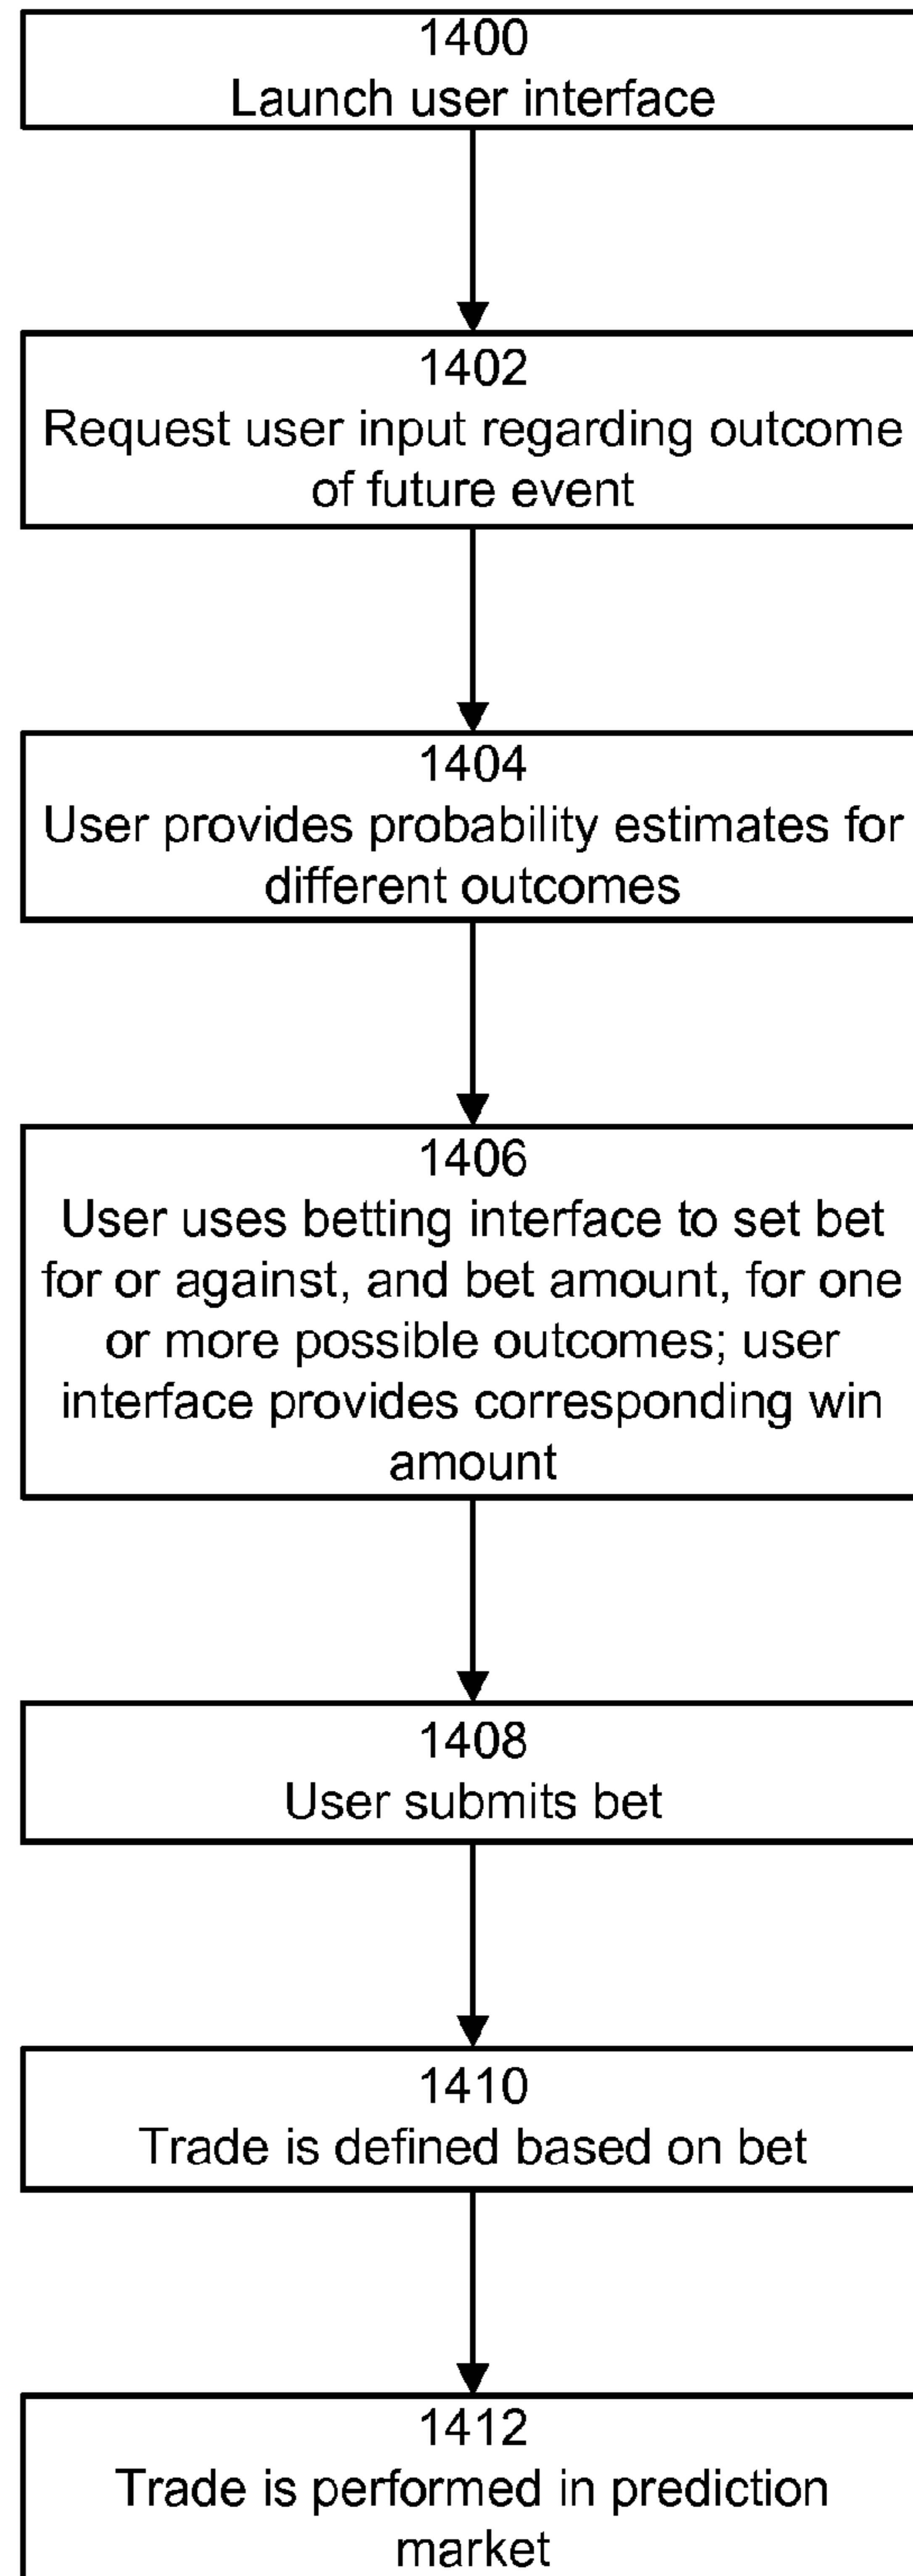 1400
Launch user interface
1402
Request user input regarding outcome
of future event
1404
User provides probability estimates for
different outcomes
1406
User uses betting interface to set bet
for or against, and bet amount, for one
or more possible outcomes; user
interface provides corresponding win
amount
1408
User submits bet
1410
Trade is defined based on bet
1412
Trade is performed in prediction
market